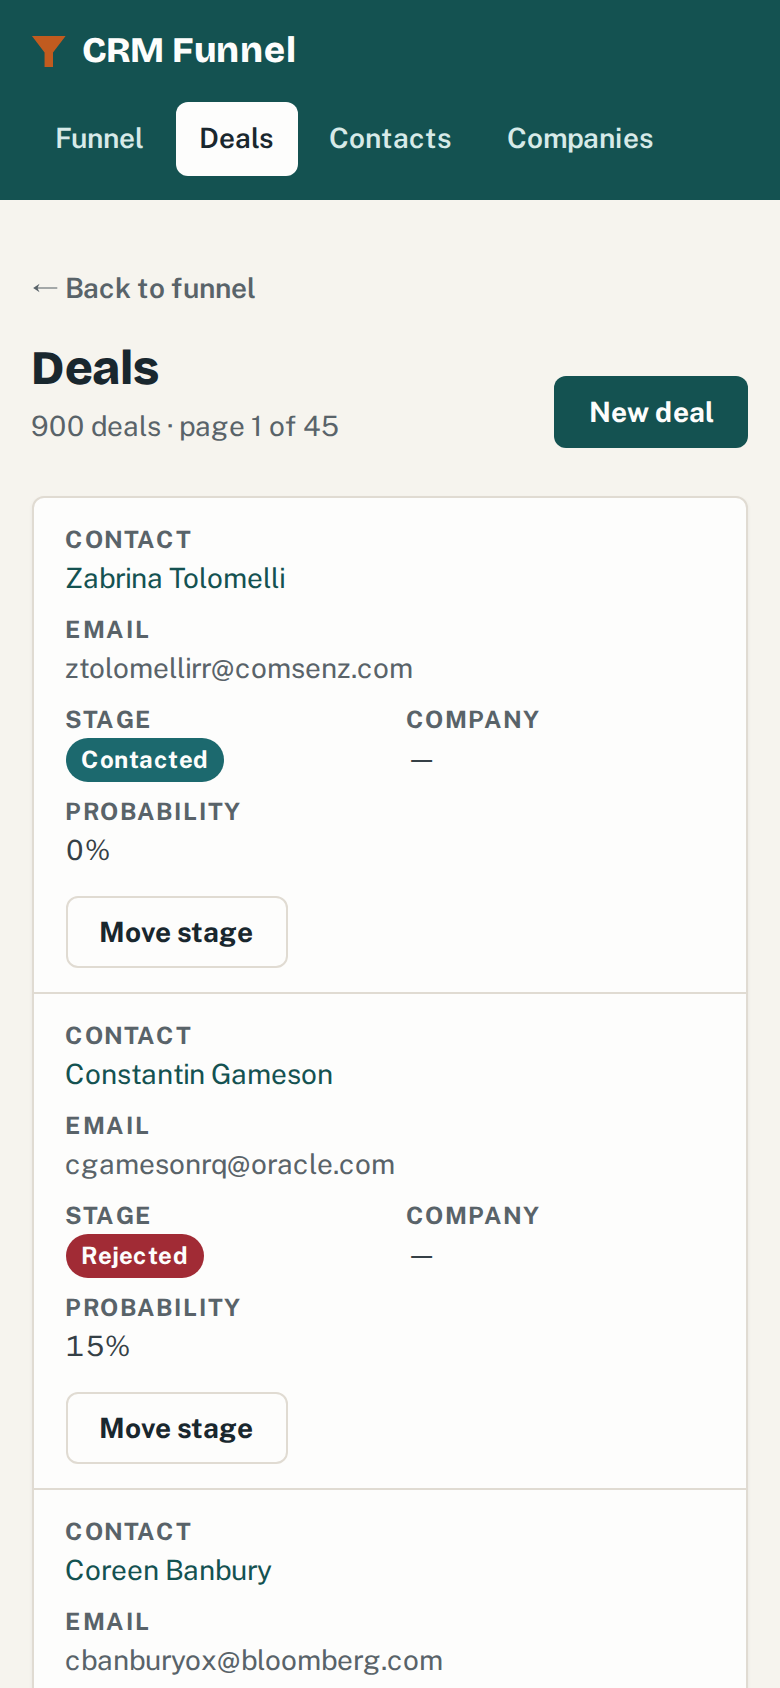 CRM Funnel
Funnel Deals Contacts Companies
← Back to funnel
Deals
900 deals · page 1 of 45
New deal
CONTACT
Zabrina Tolomelli
EMAIL
ztolomellirr@comsenz.com
STAGE COMPANY
Contacted —
PROBABILITY
0%
Move stage
CONTACT
Constantin Gameson
EMAIL
cgamesonrq@oracle.com
STAGE COMPANY
Rejected —
PROBABILITY
15%
Move stage
CONTACT
Coreen Banbury
EMAIL
cbanburyox@bloomberg.com